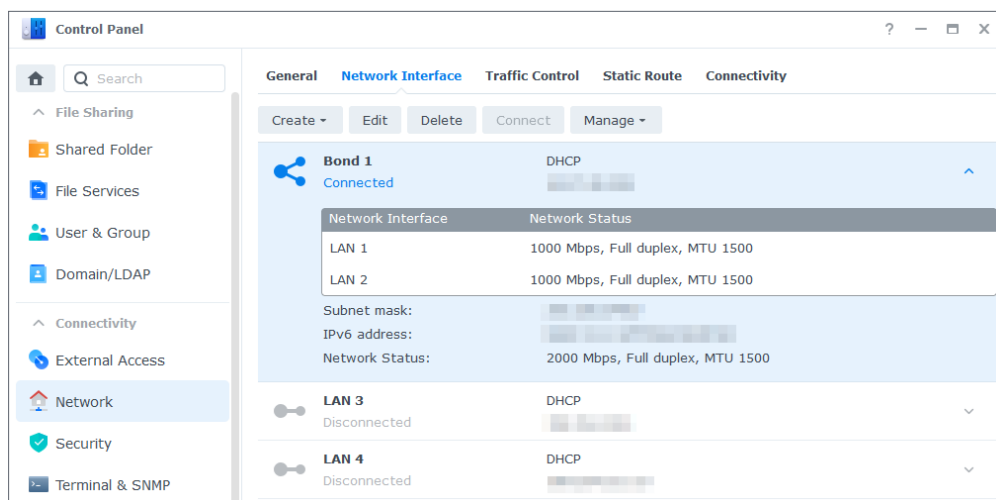 Control Panel
?
Search
General Network Interface Traffic Control Static Route Connectivity
Create Edit Delete Connect Manage
File Sharing
Shared Folder
File Services
User & Group
Domain/LDAP
Connectivity
External Access
Network
Security
Terminal & SNMP
Bond 1 DHCP
Connected
Network Interface Network Status
LAN 1 1000 Mbps, Full duplex, MTU 1500
LAN 2 1000 Mbps, Full duplex, MTU 1500
Subnet mask:
IPv6 address:
Network Status: 2000 Mbps, Full duplex, MTU 1500
LAN 3 DHCP
Disconnected
LAN 4 DHCP
Disconnected